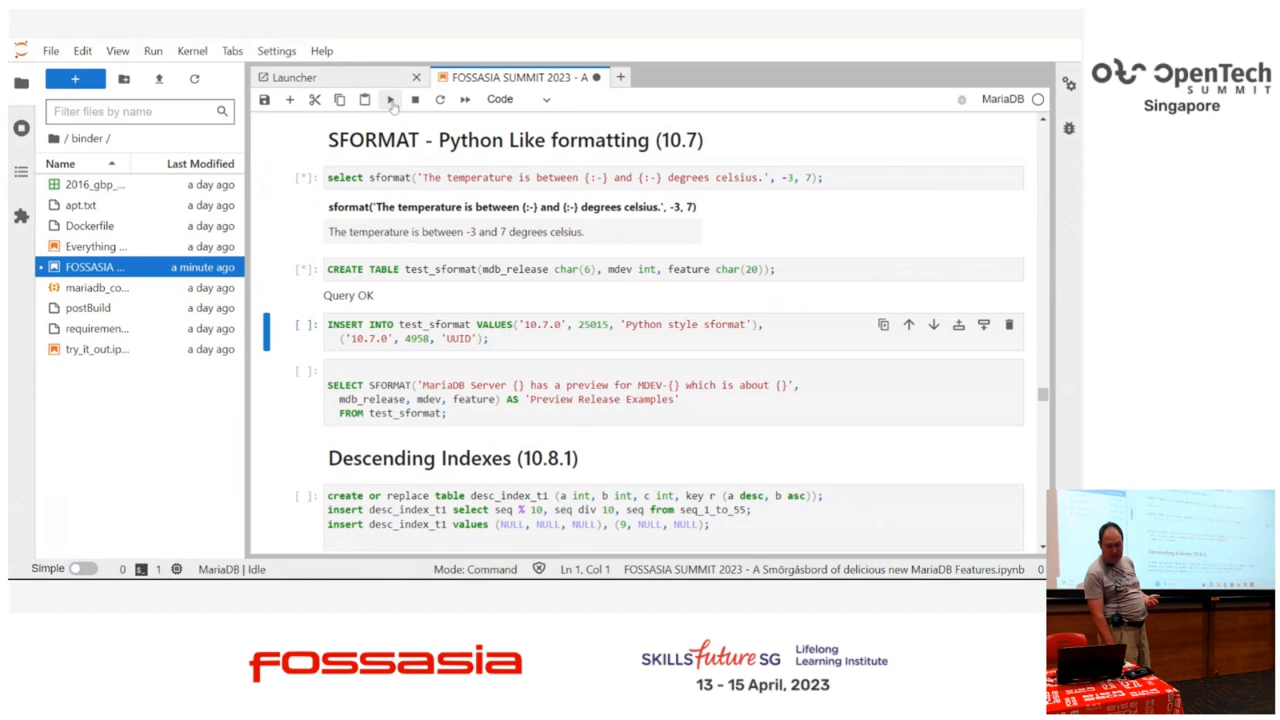 File Edit View Run Kernel Tabs Settings Help
OpenTech
SUMMIT
Singapore
+
Launcher
FOSSASIA SUMMIT 2023 - A
Code
MariaDB
Filter files by name
/ binder /
Name Last Modified
2016_gbp_... a day ago
apt.txt a day ago
Dockerfile a day ago
Everything ... a day ago
FOSSASIA ... a minute ago
mariadb_co... a day ago
postBuild a day ago
requiremen... a day ago
try_it_out.ip... a day ago
SFORMAT - Python Like formatting (10.7)
[*]: select sformat('The temperature is between {:-} and {:-} degrees celsius.', -3, 7);
sformat('The temperature is between {:-} and {:-} degrees celsius.', -3, 7)
The temperature is between -3 and 7 degrees celsius.
[*]: CREATE TABLE test_sformat(mdb_release char(6), mdev int, feature char(20));
Query OK
[ ]: INSERT INTO test_sformat VALUES('10.7.0', 25015, 'Python style sformat'),
('10.7.0', 4958, 'UUID');
[ ]:
SELECT SFORMAT('MariaDB Server {} has a preview for MDEV-{} which is about {}',
mdb_release, mdev, feature) AS 'Preview Release Examples'
FROM test_sformat;
Descending Indexes (10.8.1)
[ ]: create or replace table desc_index_t1 (a int, b int, c int, key r (a desc, b asc));
insert desc_index_t1 select seq % 10, seq div 10, seq from seq_1_to_55;
insert desc_index_t1 values (NULL, NULL, NULL), (9, NULL, NULL);
Simple 0 1 MariaDB | Idle Mode: Command Ln 1, Col 1 FOSSASIA SUMMIT 2023 - A Smörgåsbord of delicious new MariaDB Features.ipynb 0
FOSSASIA
SKILLS future SG
Lifelong
Learning Institute
13 - 15 April, 2023